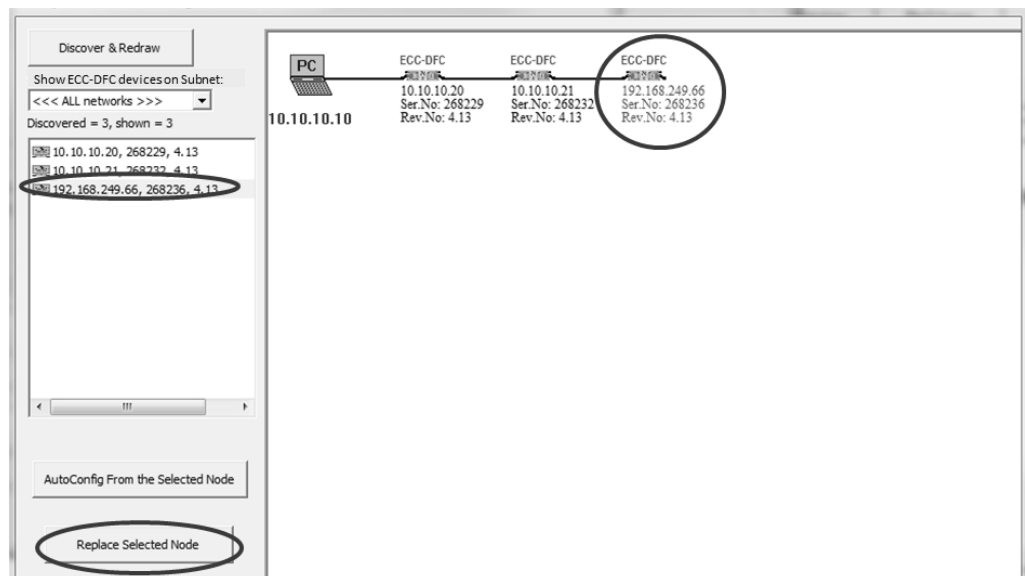 Discover & Redraw
Show ECC-DFC devices on Subnet:
<<< ALL networks >>>
Discovered = 3, shown = 3
10.10.10.20, 268229, 4.13
10.10.10.21, 268232, 4.13
192.168.249.66, 268236, 4.13
AutoConfig From the Selected Node
Replace Selected Node
PC
10.10.10.10
ECC-DFC
10.10.10.20
Ser.No: 268229
Rev.No: 4.13
ECC-DFC
10.10.10.21
Ser.No: 268232
Rev.No: 4.13
ECC-DFC
192.168.249.66
Ser.No: 268236
Rev.No: 4.13